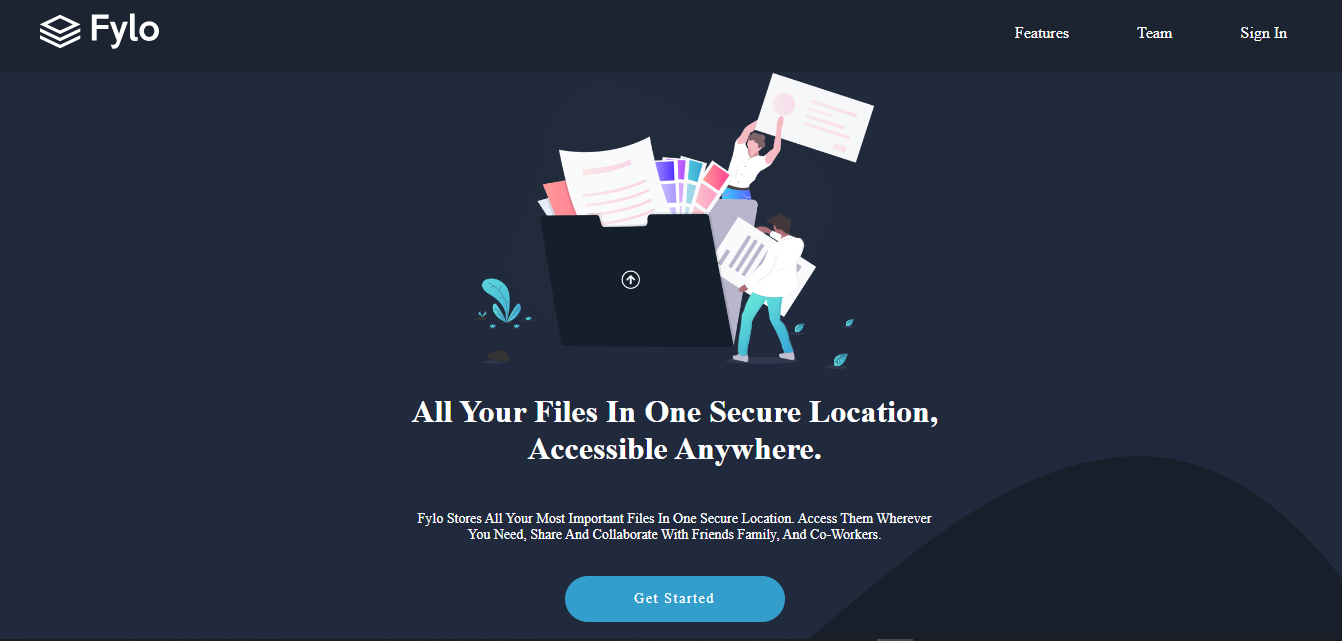 Fylo
Features
Team
Sign In
All Your Files In One Secure Location,
Accessible Anywhere.
Fylo Stores All Your Most Important Files In One Secure Location. Access Them Wherever
You Need, Share And Collaborate With Friends Family, And Co-Workers.
Get Started